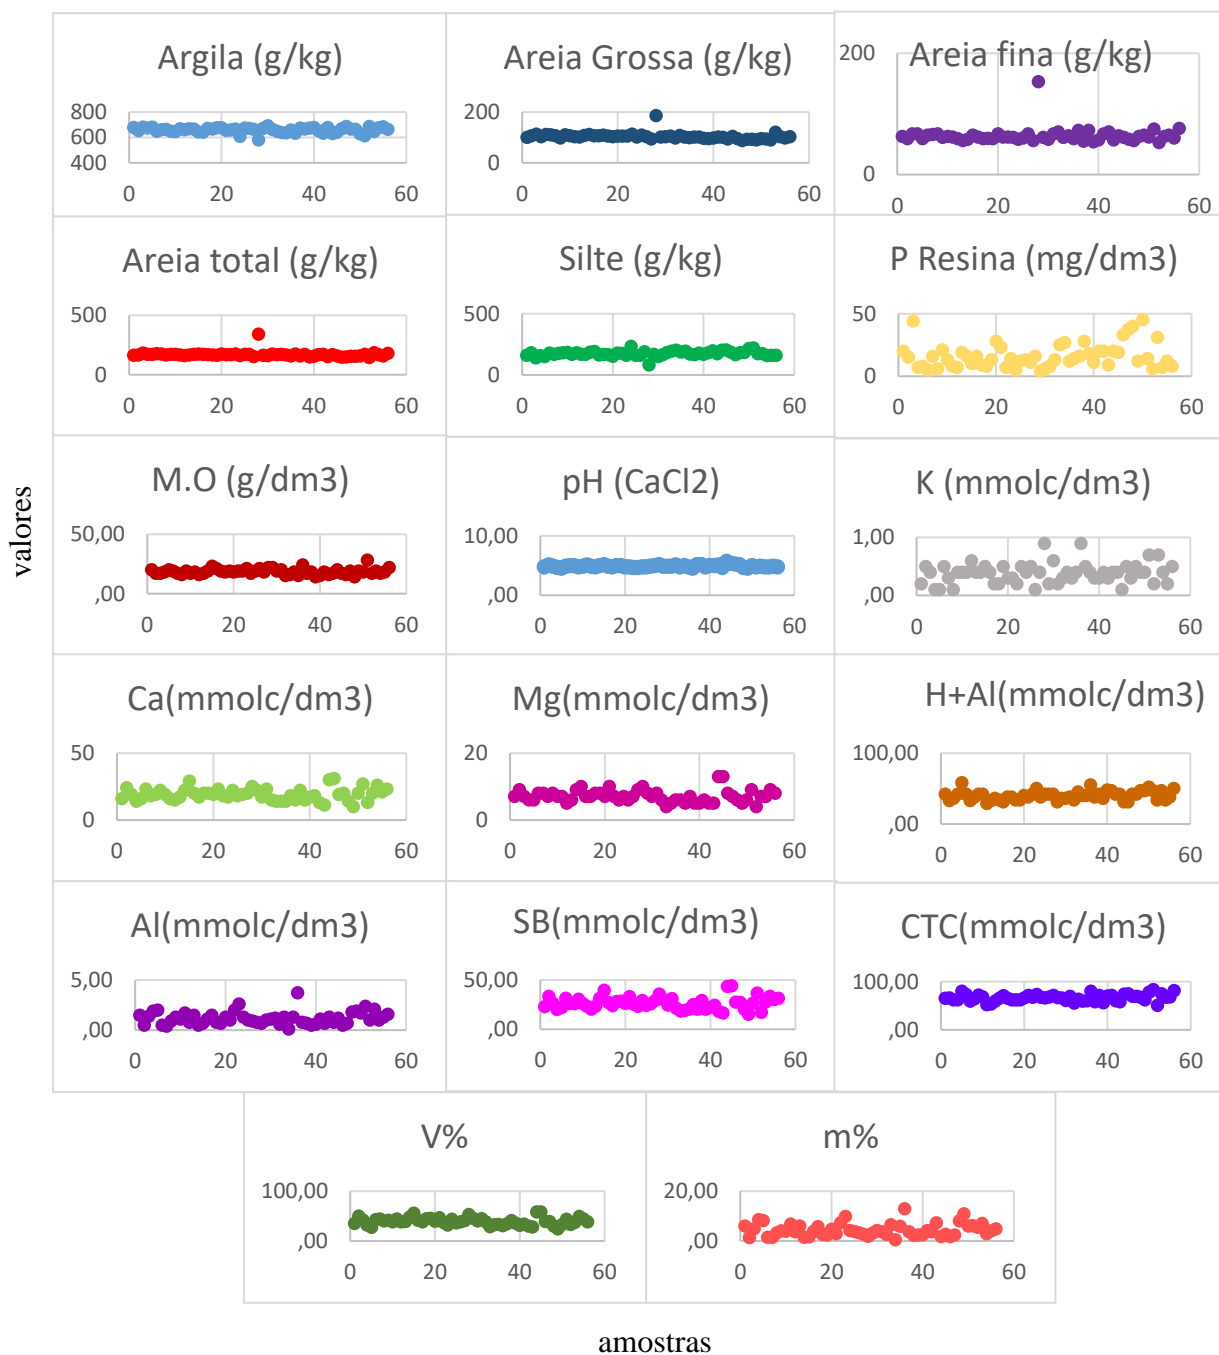 Argila (g/kg)
800
600
400
0 20 40 60
Areia Grossa (g/kg)
200
100
0
0 20 40 60
Areia fina (g/kg)
200
0
0 20 40 60
Areia total (g/kg)
500
0
0 20 40 60
Silte (g/kg)
500
0
0 20 40 60
P Resina (mg/dm3)
50
0
0 20 40 60
valores
M.O (g/dm3)
50,00
,00
0 20 40 60
pH (CaCl2)
10,00
,00
0 20 40 60
K (mmolc/dm3)
1,00
,00
0 20 40 60
Ca(mmolc/dm3)
50
0
0 20 40 60
Mg(mmolc/dm3)
20
0
0 20 40 60
H+Al(mmolc/dm3)
100,00
,00
0 20 40 60
Al(mmolc/dm3)
5,00
,00
0 20 40 60
SB(mmolc/dm3)
50,00
,00
0 20 40 60
CTC(mmolc/dm3)
100,00
,00
0 20 40 60
V%
100,00
,00
0 20 40 60
m%
20,00
,00
0 20 40 60
amostras